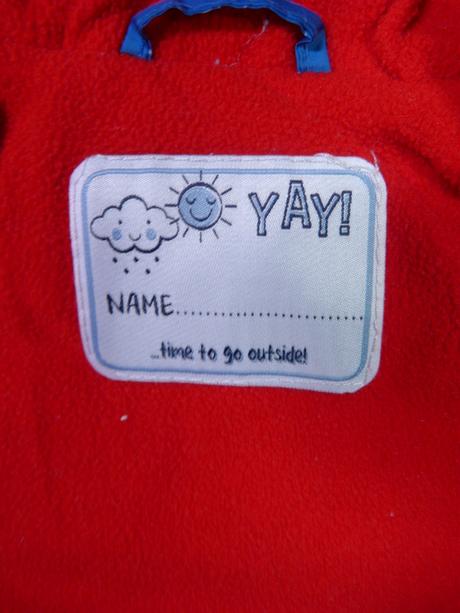 YAY!
NAME........................
...time to go outside!